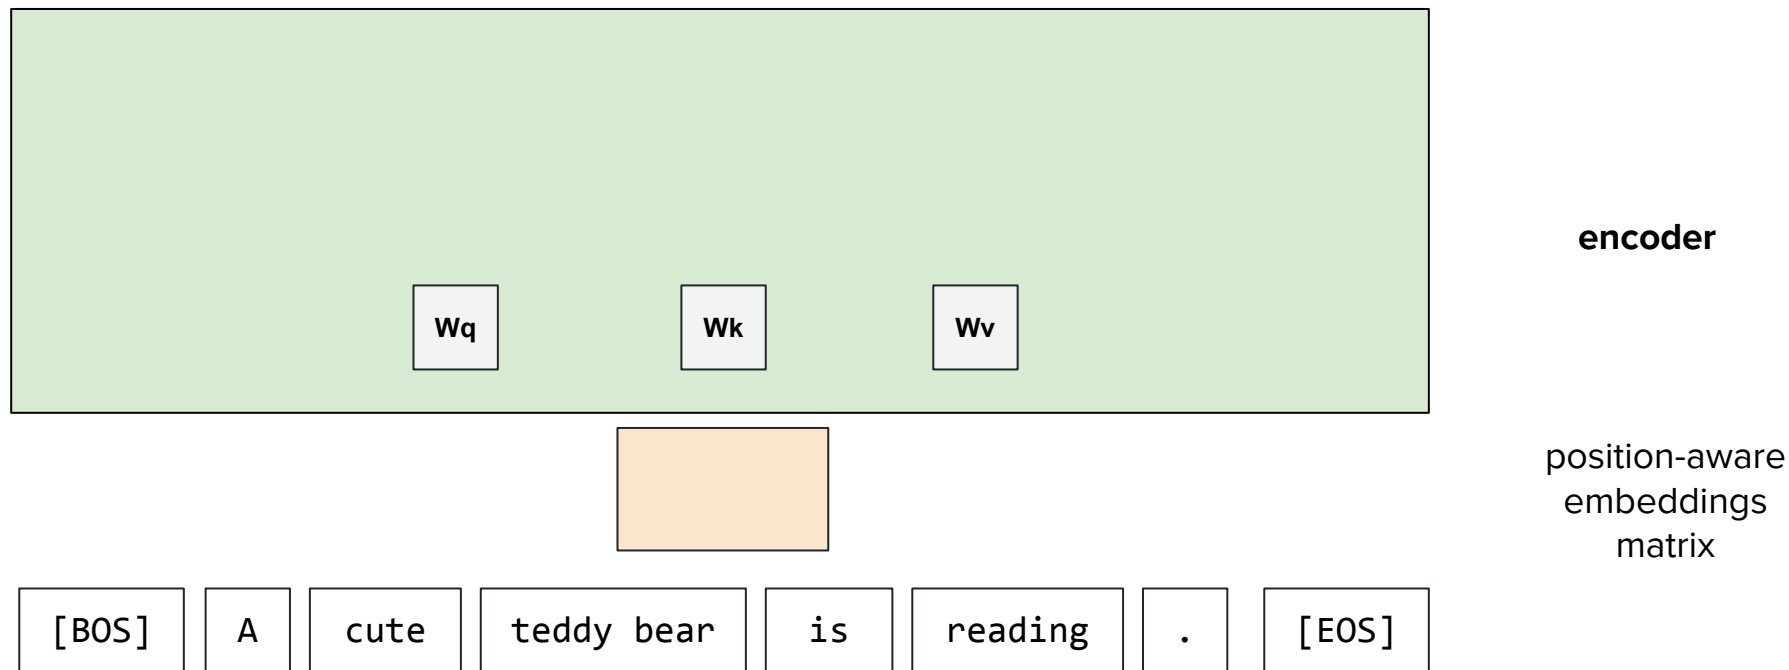 encoder
Wq Wk Wv
position-aware
embeddings
matrix
[BOS] A cute teddy bear is reading . [EOS]